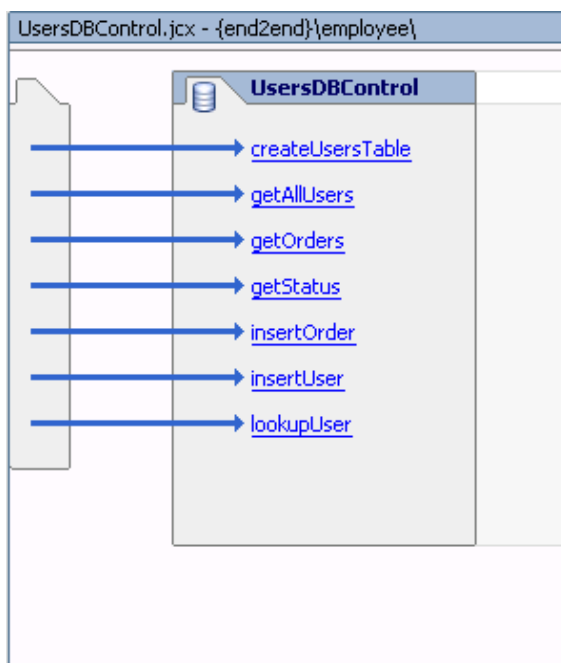 UsersDBControl.jcx - {end2end}\employee\
UsersDBControl
createUsersTable
getAllUsers
getOrders
getStatus
insertOrder
insertUser
lookupUser